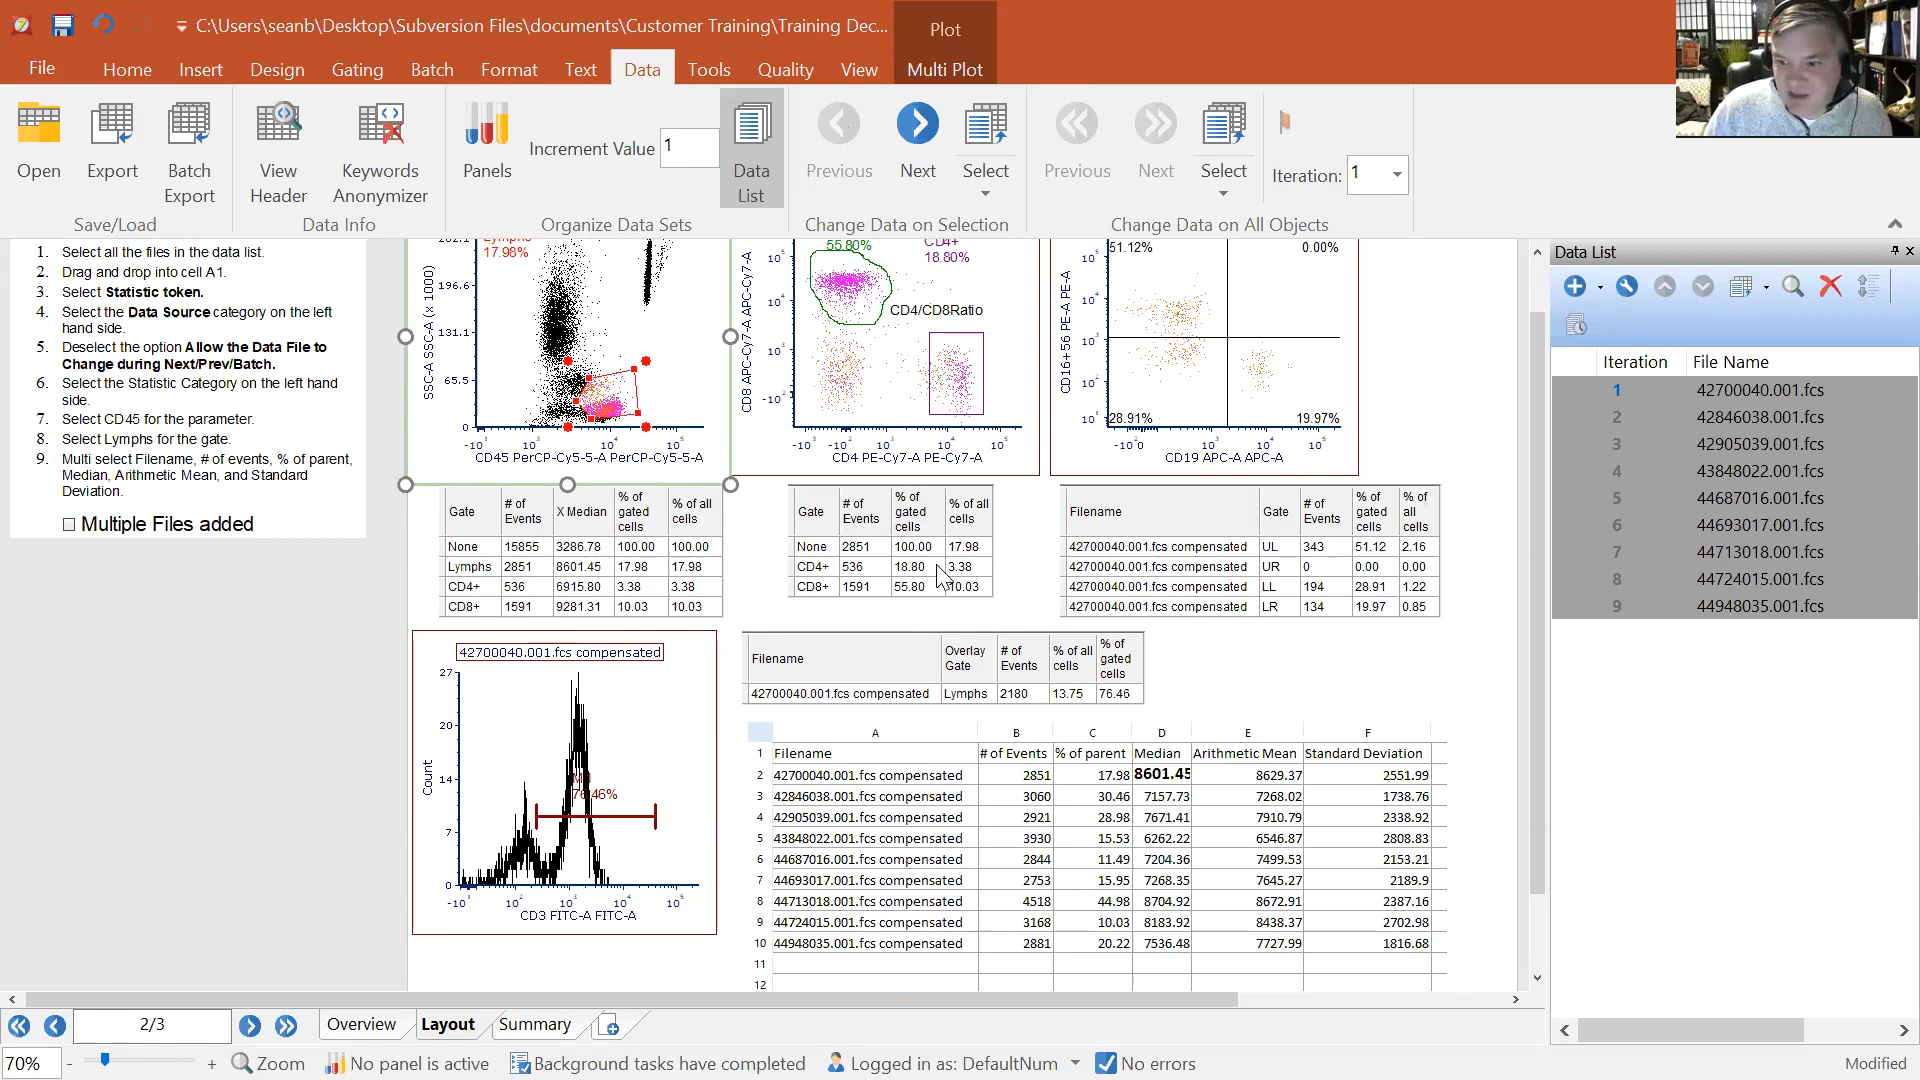 C:\Users\seanb\Desktop\Subversion Files\documents\Customer Training\Training Dec...
Plot
File Home Insert Design Gating Batch Format Text Data Tools Quality View Multi Plot
Open Export Batch Export View Header Keywords Anonymizer Panels Increment Value 1 Data List Previous Next Select Previous Next Select Iteration: 1
Save/Load Data Info Organize Data Sets Change Data on Selection Change Data on All Objects
1. Select all the files in the data list.
2. Drag and drop into cell A1.
3. Select Statistic token.
4. Select the Data Source category on the left
hand side.
5. Deselect the option Allow the Data File to
Change during Next/Prev/Batch.
6. Select the Statistic Category on the left hand
side.
7. Select CD45 for the parameter.
8. Select Lymphs for the gate.
9. Multi select Filename, # of events, % of parent,
Median, Arithmetic Mean, and Standard
Deviation.
Multiple Files added
17.98%
SSC-A SSC-A (x 1000)
196.6
131.1
65.5
0
-10¹ 10³ 10⁴ 10⁵
CD45 PerCP-Cy5-5-A PerCP-Cy5-5-A
55.80%
CD4+
18.80%
CD4/CD8Ratio
CD8 APC-Cy7-A APC-Cy7-A
10⁵
10⁴
10³
-10²
-10³ -10² 10³ 10⁴ 10⁵
CD4 PE-Cy7-A PE-Cy7-A
51.12% 0.00%
28.91% 19.97%
CD16+56 PE-A PE-A
10⁵
10⁴
10³
10²
10¹
-10² 0 10³ 10⁴ 10⁵
CD19 APC-A APC-A
Gate # of Events X Median % of gated cells % of all cells
None 15855 3286.78 100.00 100.00
Lymphs 2851 8601.45 17.98 17.98
CD4+ 536 6915.80 3.38 3.38
CD8+ 1591 9281.31 10.03 10.03
Gate # of Events % of gated cells % of all cells
None 2851 100.00 17.98
CD4+ 536 18.80 3.38
CD8+ 1591 55.80 10.03
Filename Gate # of Events % of gated cells % of all cells
42700040.001.fcs compensated UL 343 51.12 2.16
42700040.001.fcs compensated UR 0 0.00 0.00
42700040.001.fcs compensated LL 194 28.91 1.22
42700040.001.fcs compensated LR 134 19.97 0.85
42700040.001.fcs compensated
Count
27
20
14
7
0
76.46%
-10¹ 10² 10³ 10⁴ 10⁵
CD3 FITC-A FITC-A
Filename Overlay Gate # of Events % of all cells % of gated cells
42700040.001.fcs compensated Lymphs 2180 13.75 76.46
A B C D E F
1 Filename # of Events % of parent Median Arithmetic Mean Standard Deviation
2 42700040.001.fcs compensated 2851 17.98 8601.45 8629.37 2551.99
3 42846038.001.fcs compensated 3060 30.46 7157.73 7268.02 1738.76
4 42905039.001.fcs compensated 2921 28.98 7671.41 7910.79 2338.92
5 43848022.001.fcs compensated 3930 15.53 6262.22 6546.87 2808.83
6 44687016.001.fcs compensated 2844 11.49 7204.36 7499.53 2153.21
7 44693017.001.fcs compensated 2753 15.95 7268.35 7645.27 2189.9
8 44713018.001.fcs compensated 4518 44.98 8704.92 8672.91 2387.16
9 44724015.001.fcs compensated 3168 10.03 8183.92 8438.37 2702.98
10 44948035.001.fcs compensated 2881 20.22 7536.48 7727.99 1816.68
11
12
Data List
Iteration File Name
1 42700040.001.fcs
2 42846038.001.fcs
3 42905039.001.fcs
4 43848022.001.fcs
5 44687016.001.fcs
6 44693017.001.fcs
7 44713018.001.fcs
8 44724015.001.fcs
9 44948035.001.fcs
2/3 Overview Layout Summary
70% - + Zoom No panel is active Background tasks have completed Logged in as: DefaultNum No errors Modified